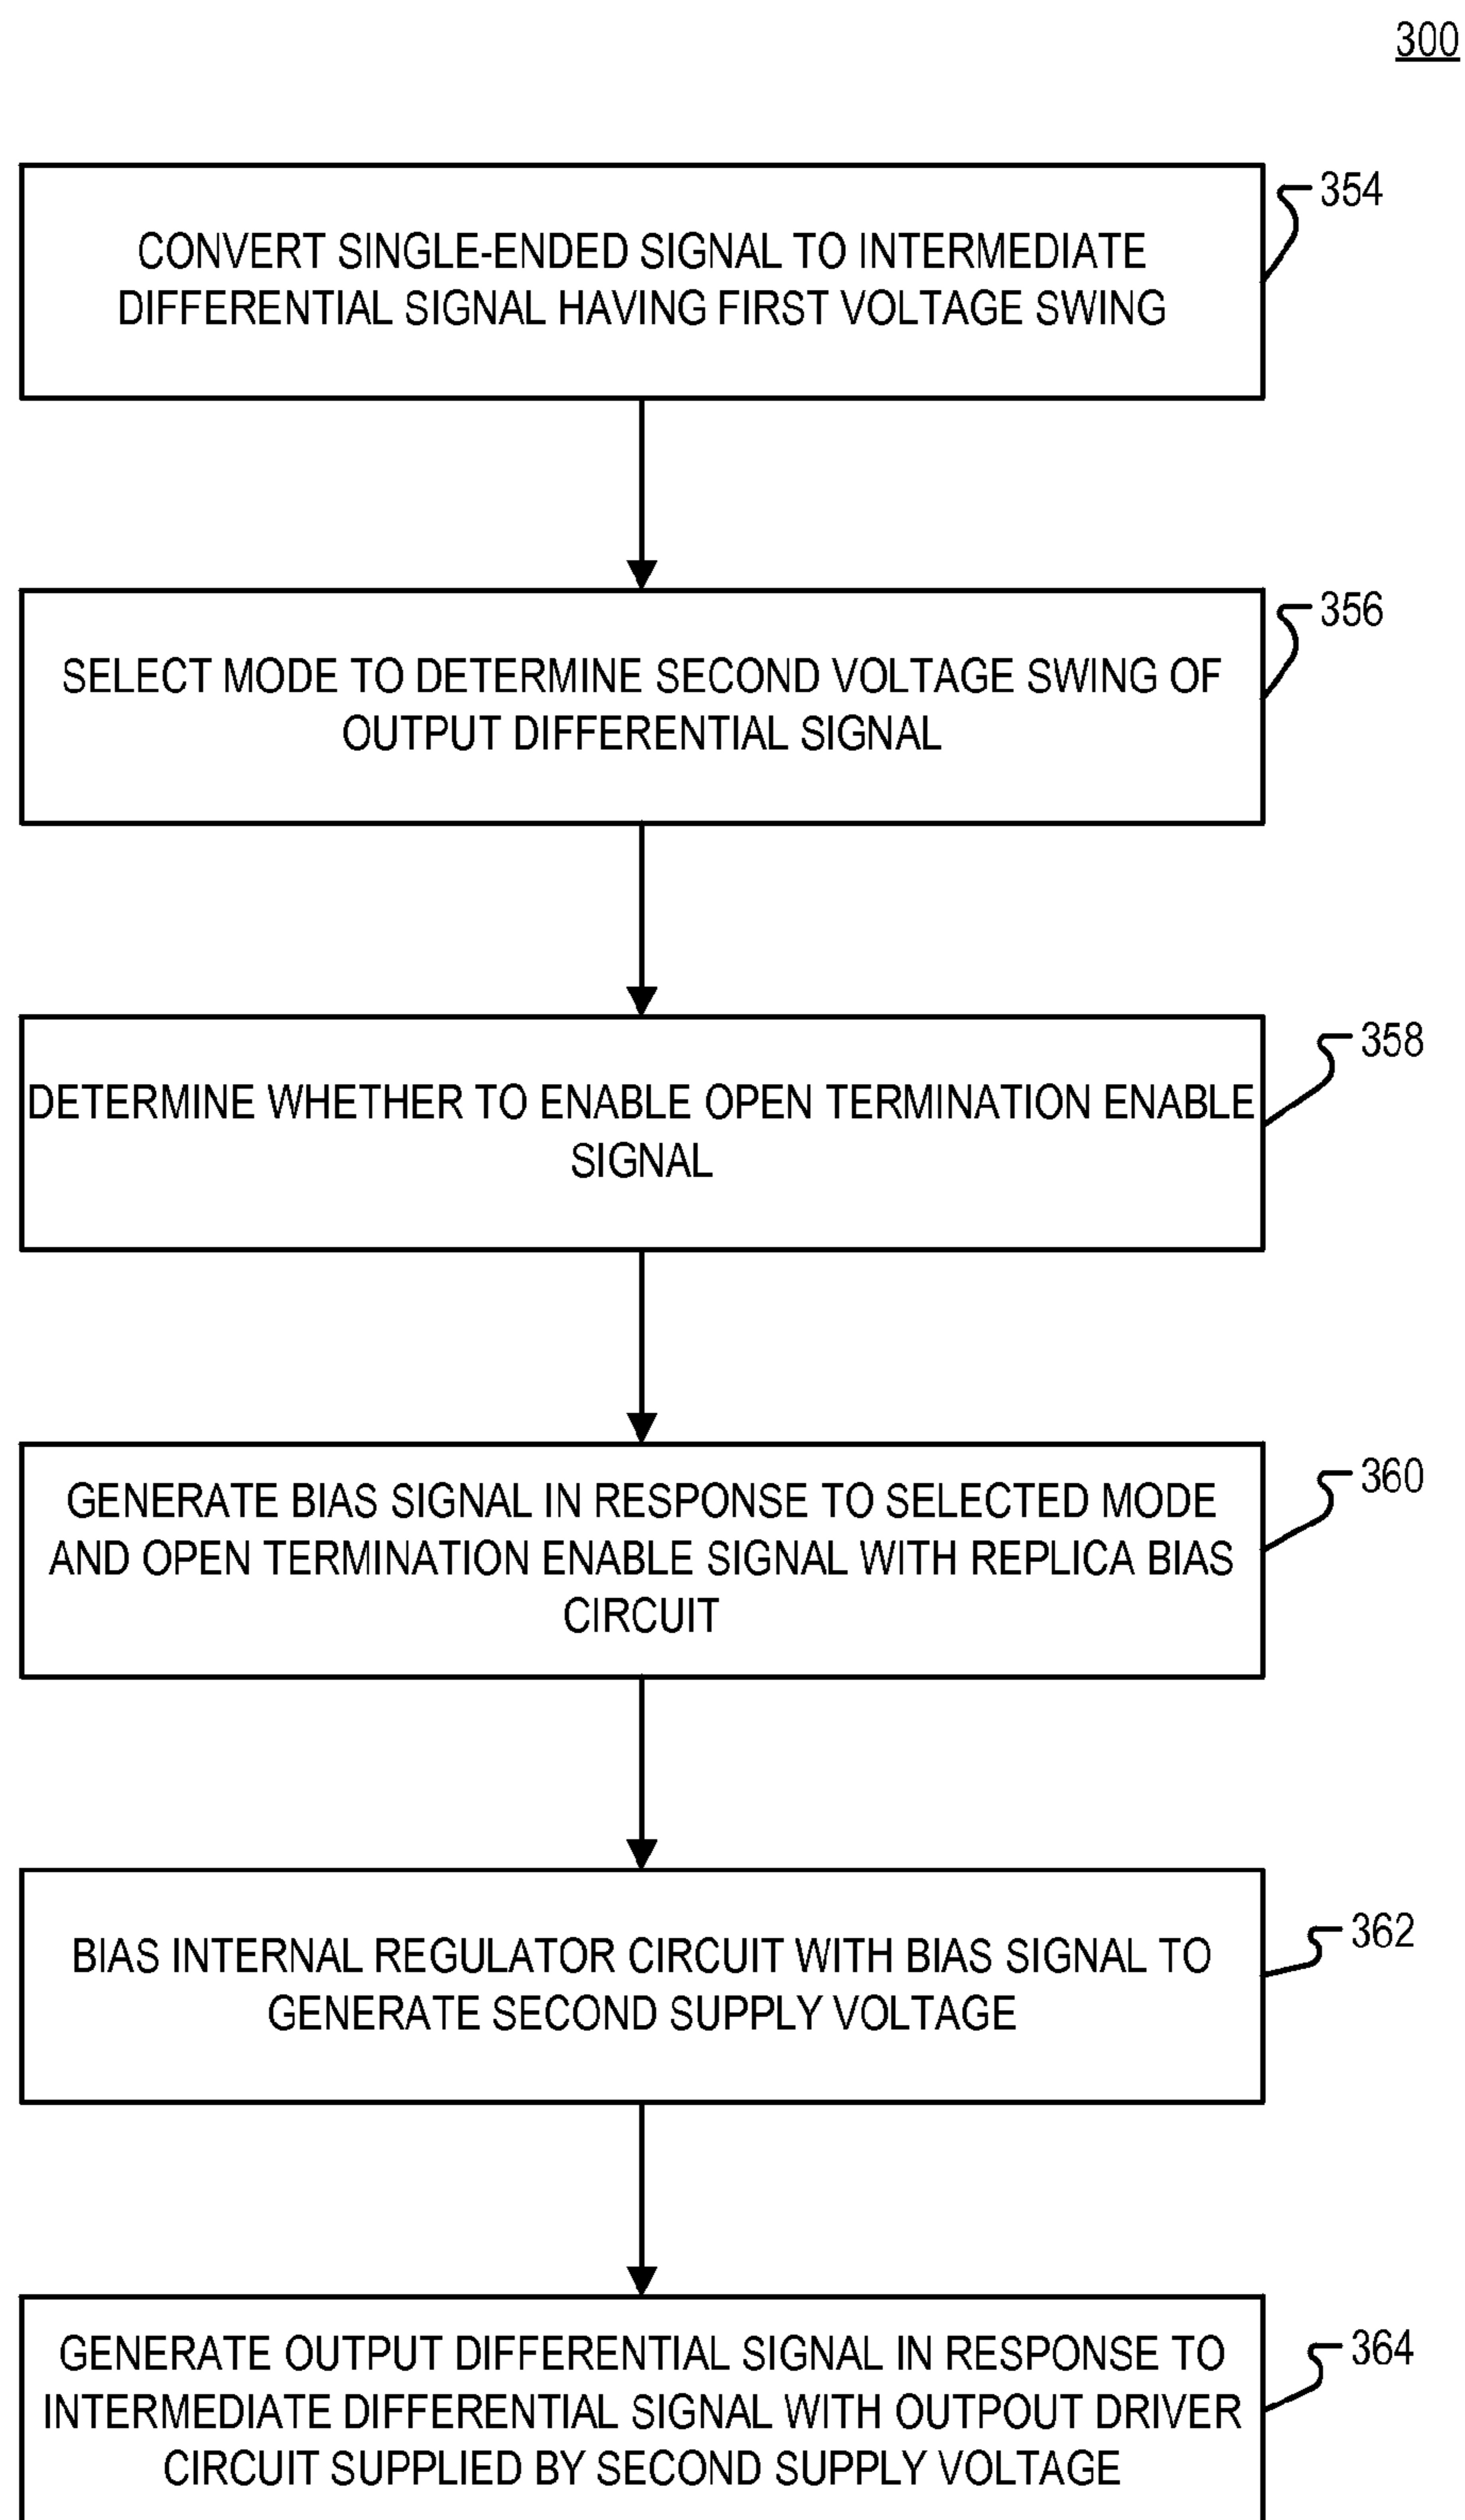 300
354
CONVERT SINGLE-ENDED SIGNAL TO INTERMEDIATE
DIFFERENTIAL SIGNAL HAVING FIRST VOLTAGE SWING
356
SELECT MODE TO DETERMINE SECOND VOLTAGE SWING OF
OUTPUT DIFFERENTIAL SIGNAL
358
DETERMINE WHETHER TO ENABLE OPEN TERMINATION ENABLE
SIGNAL
360
GENERATE BIAS SIGNAL IN RESPONSE TO SELECTED MODE
AND OPEN TERMINATION ENABLE SIGNAL WITH REPLICA BIAS
CIRCUIT
362
BIAS INTERNAL REGULATOR CIRCUIT WITH BIAS SIGNAL TO
GENERATE SECOND SUPPLY VOLTAGE
364
GENERATE OUTPUT DIFFERENTIAL SIGNAL IN RESPONSE TO
INTERMEDIATE DIFFERENTIAL SIGNAL WITH OUTPOUT DRIVER
CIRCUIT SUPPLIED BY SECOND SUPPLY VOLTAGE